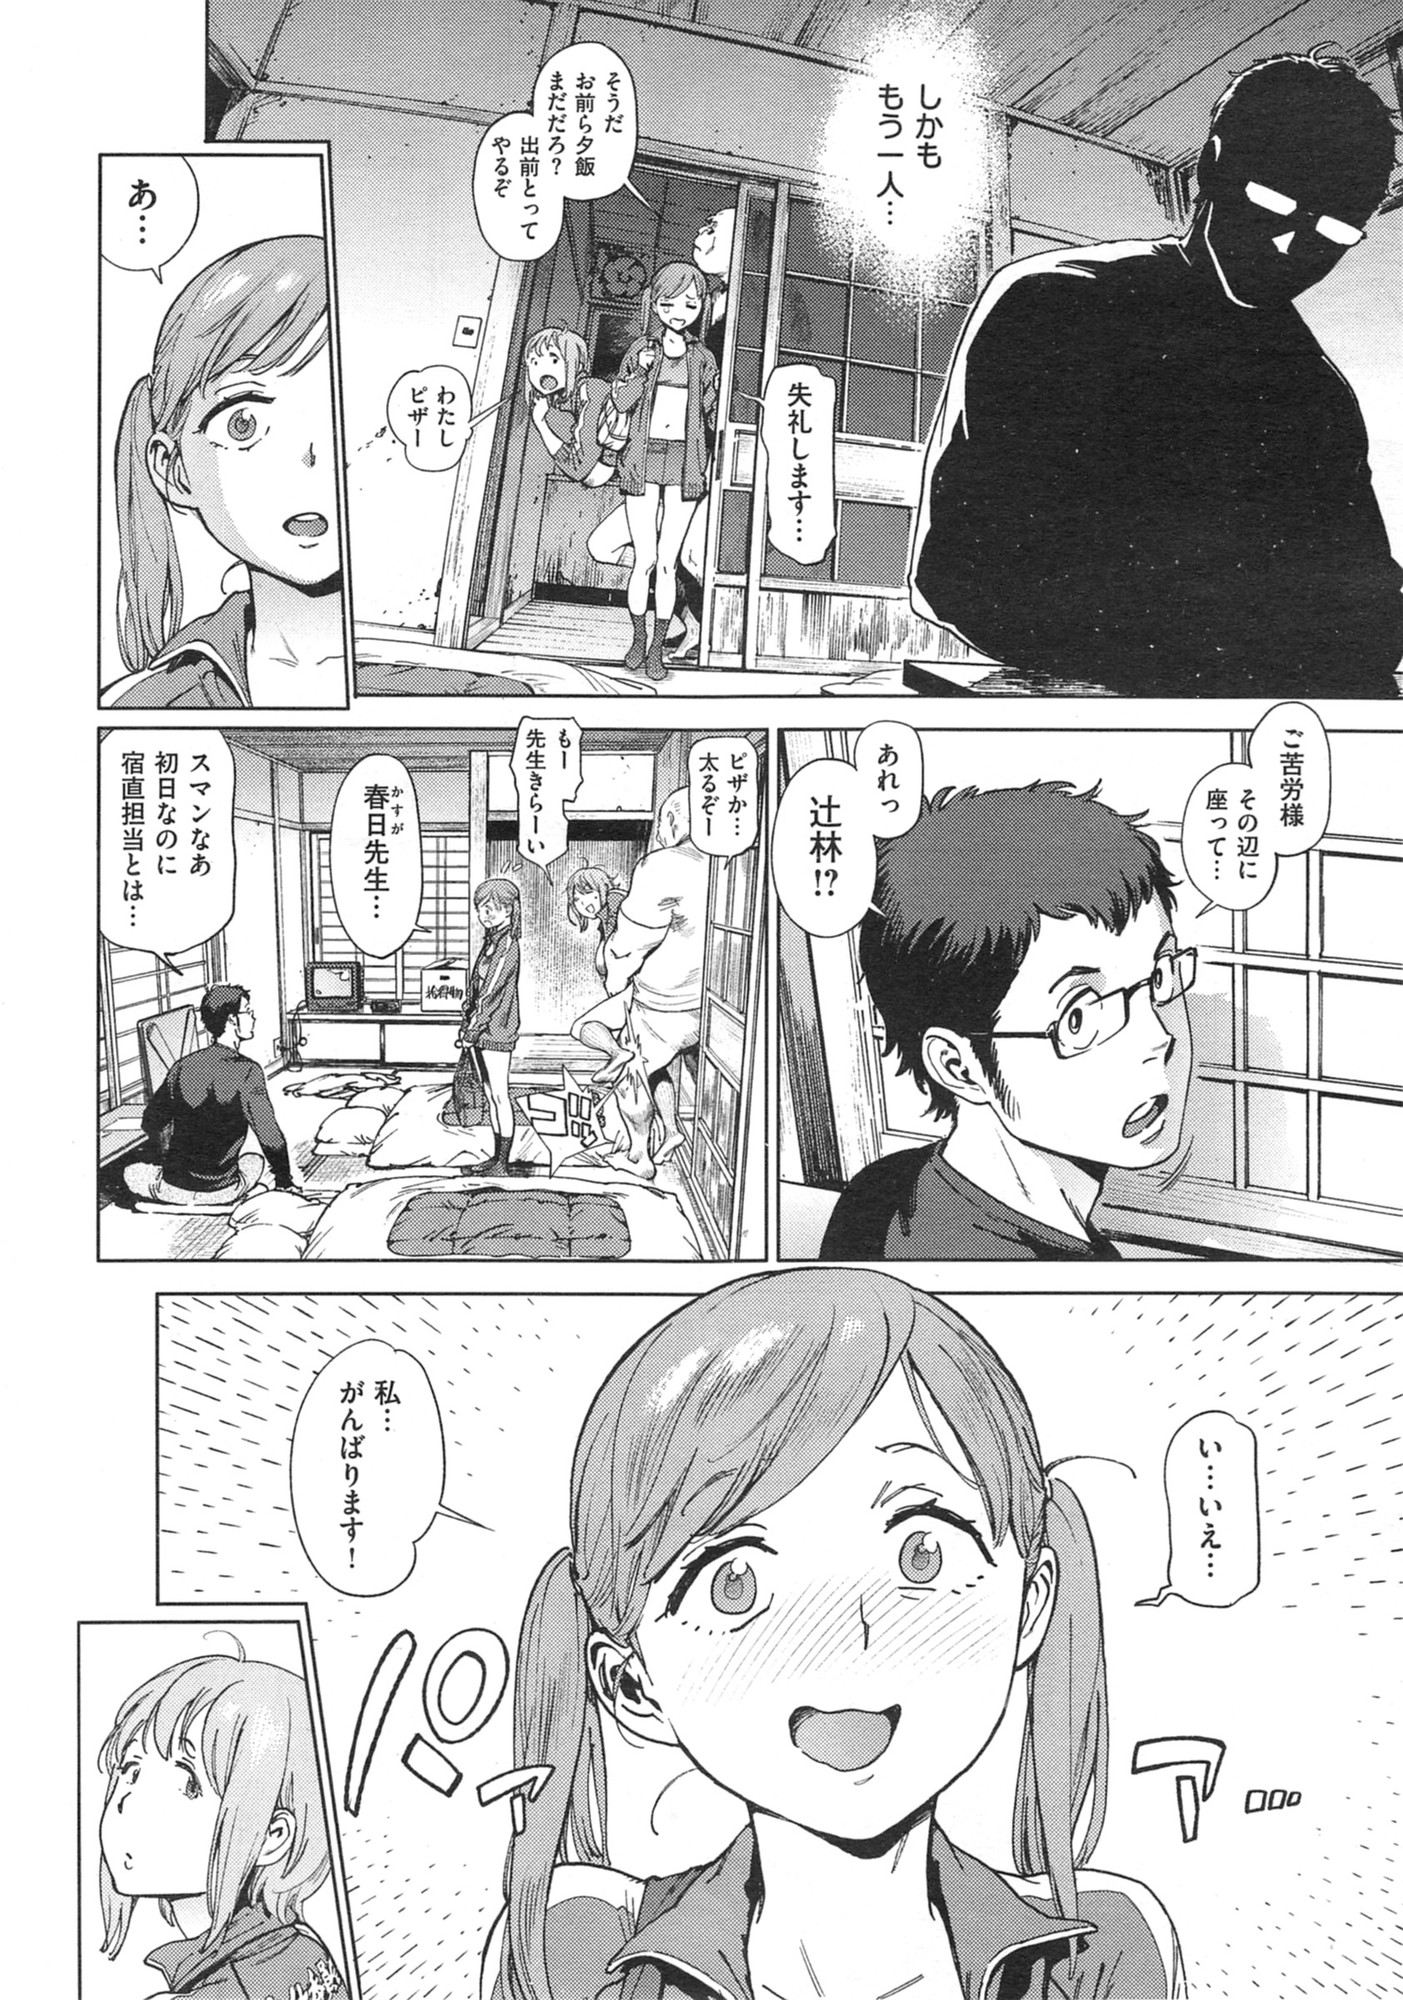 しかも
もう一人…
そうだ
お前ら夕飯
まだだろ?
出前とって
やるぞ
失礼します…
わたし
ピザー
あ…
ご苦労様
その辺に
座って…
あれっ
辻林!?
ピザか…
太るぞー
もー
先生きらーい
春日先生…
かすが
拾得物
ゴッ
スマンなあ
初日なのに
宿直担当とは…
い…いえ…
私…
がんばります!
パァ…